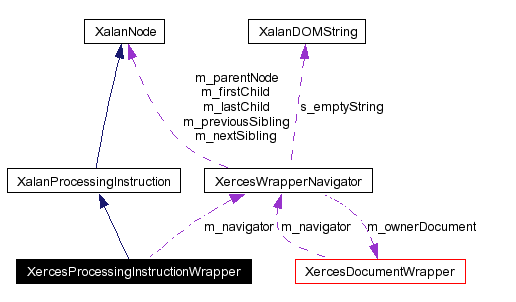 XalanNode
XalanDOMString
m_parentNode
m_firstChild
m_lastChild
m_previousSibling
m_nextSibling
s_emptyString
XalanProcessingInstruction
XercesWrapperNavigator
m_navigator
m_navigator
m_ownerDocument
XercesProcessingInstructionWrapper
XercesDocumentWrapper